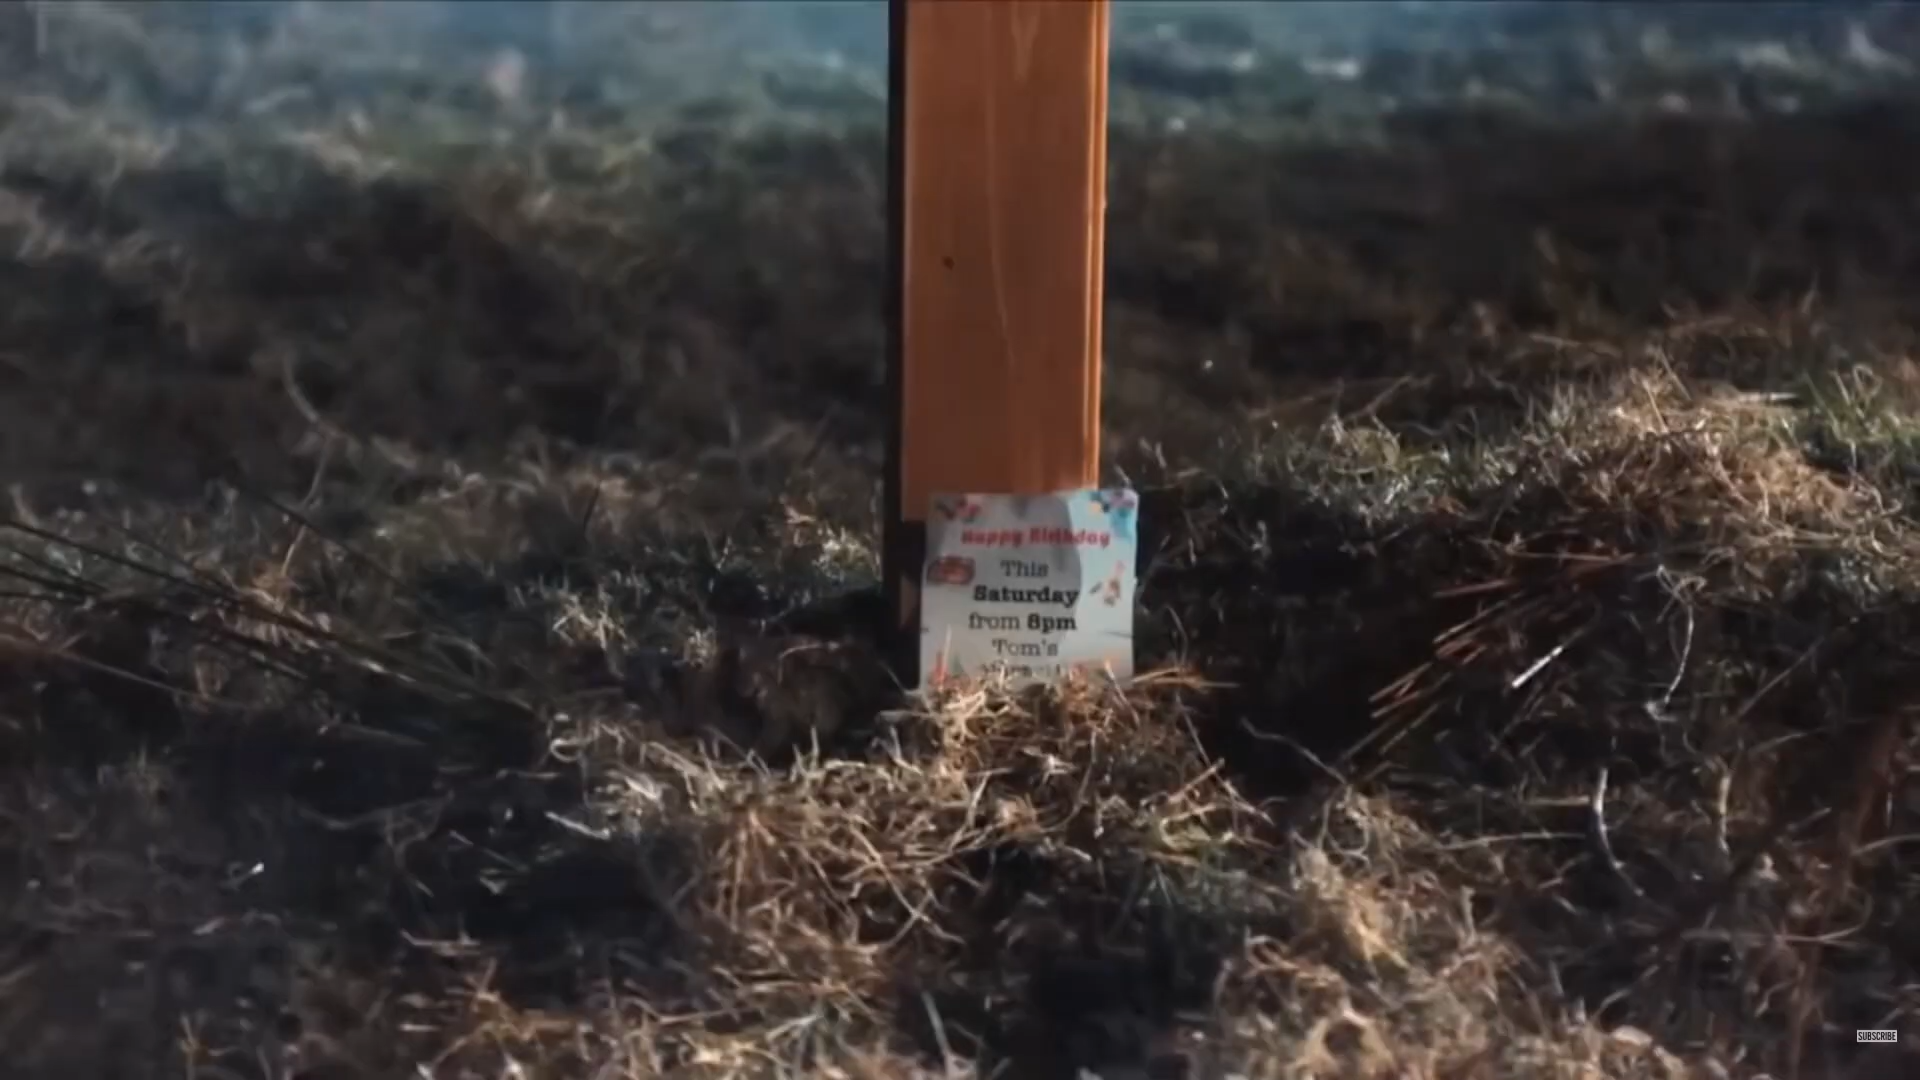 Happy Birthday
This
Saturday
from 8pm
Tom's
SUBSCRIBE